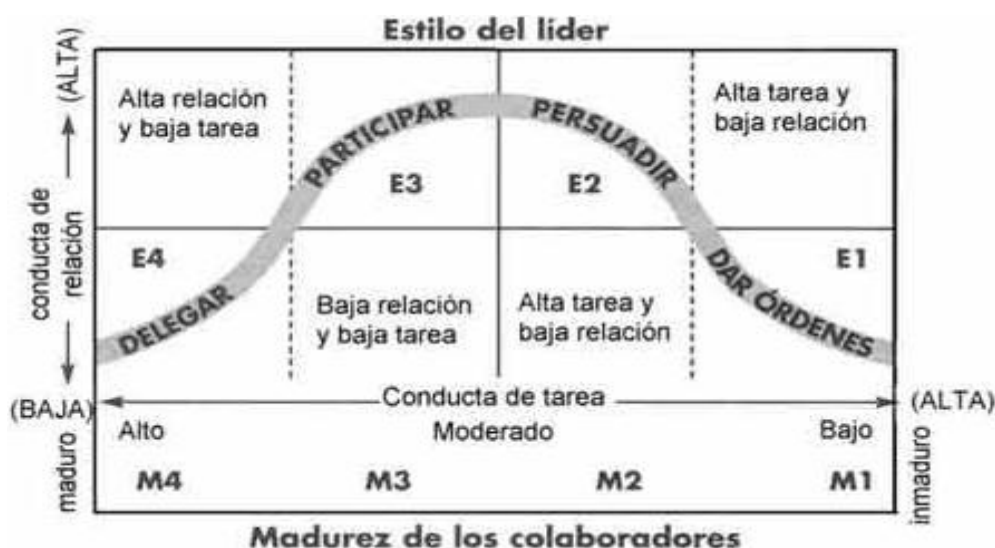 Estilo del líder
(ALTA)
conducta de
relación
(BAJA)
Alta relación
y baja tarea
PARTICIPAR
PERSUADIR
Alta tarea y
baja relación
E3
E2
E4
E1
DELEGAR
Baja relación
y baja tarea
Alta tarea y
baja relación
DAR ÓRDENES
Conducta de tarea
(ALTA)
maduro
Alto
Moderado
Bajo
inmaduro
M4
M3
M2
M1
Madurez de los colaboradores